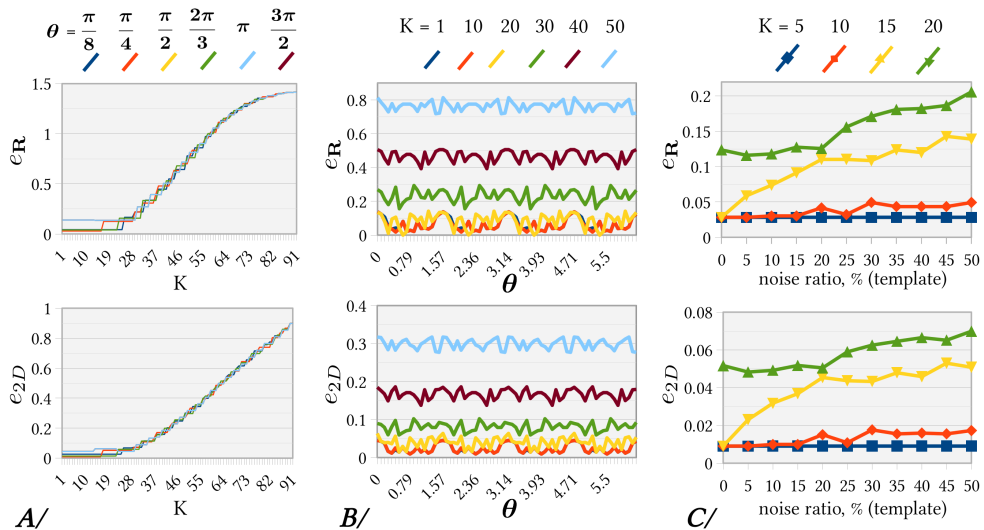 θ = π/8 π/4 π/2 2π/3 π 3π/2
K = 1 10 20 30 40 50
K = 5 10 15 20
1.5
1
0.5
0
e_R
1 10 19 28 37 46 55 64 73 82 91
K
0.8
0.6
0.4
0.2
0
e_R
0 0.79 1.57 2.36 3.14 3.93 4.71 5.5
θ
0.2
0.15
0.1
0.05
0
e_R
0 5 10 15 20 25 30 35 40 45 50
noise ratio, % (template)
1
0.8
0.6
0.4
0.2
0
e_2D
1 10 19 28 37 46 55 64 73 82 91
K
0.4
0.3
0.2
0.1
0
e_2D
0 0.79 1.57 2.36 3.14 3.93 4.71 5.5
θ
0.08
0.06
0.04
0.02
0
e_2D
0 5 10 15 20 25 30 35 40 45 50
noise ratio, % (template)
A/ B/ C/